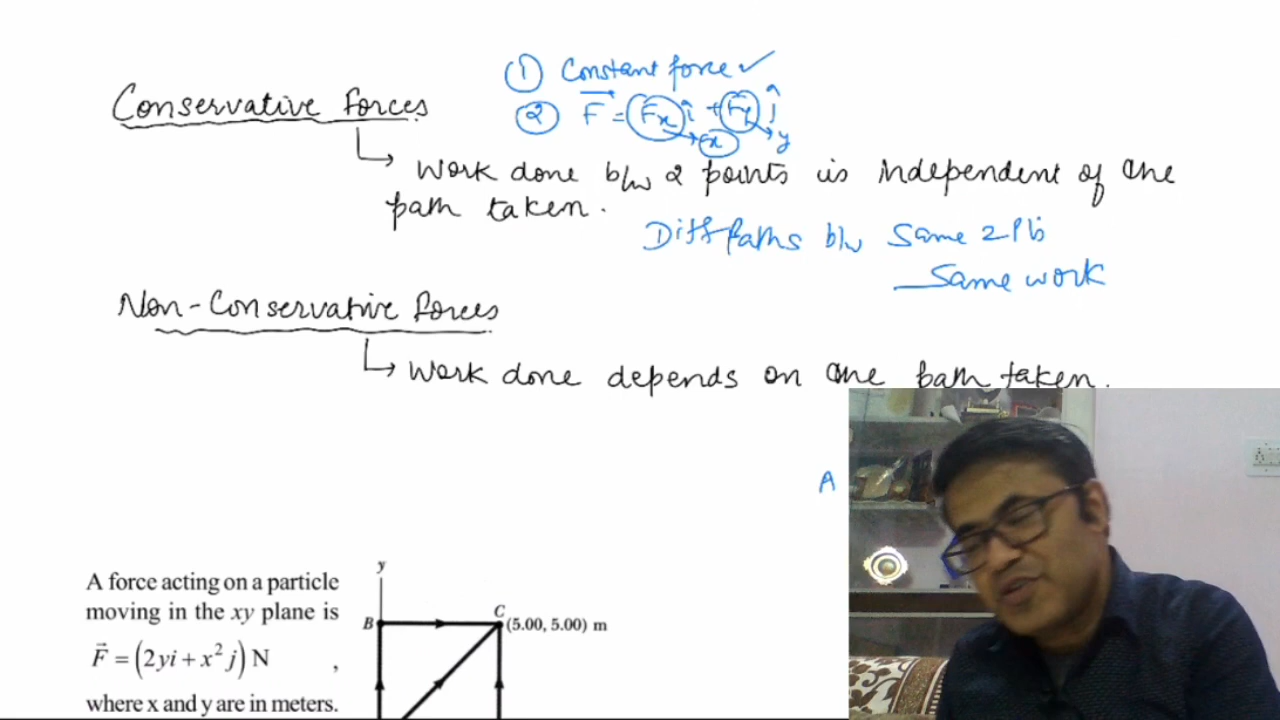 ① Constant force ✓
Conservative forces
② F = Fx î + Fy ĵ
x y
Work done b/w 2 points is independent of the
path taken.
Diff Paths b/w Same 2 Pts
Same work
Non-Conservative forces
Work done depends on the path taken.
A
A force acting on a particle
moving in the xy plane is
F⃗ = (2yi + x² j) N ,
where x and y are in meters.
y
B
C
(5.00, 5.00) m